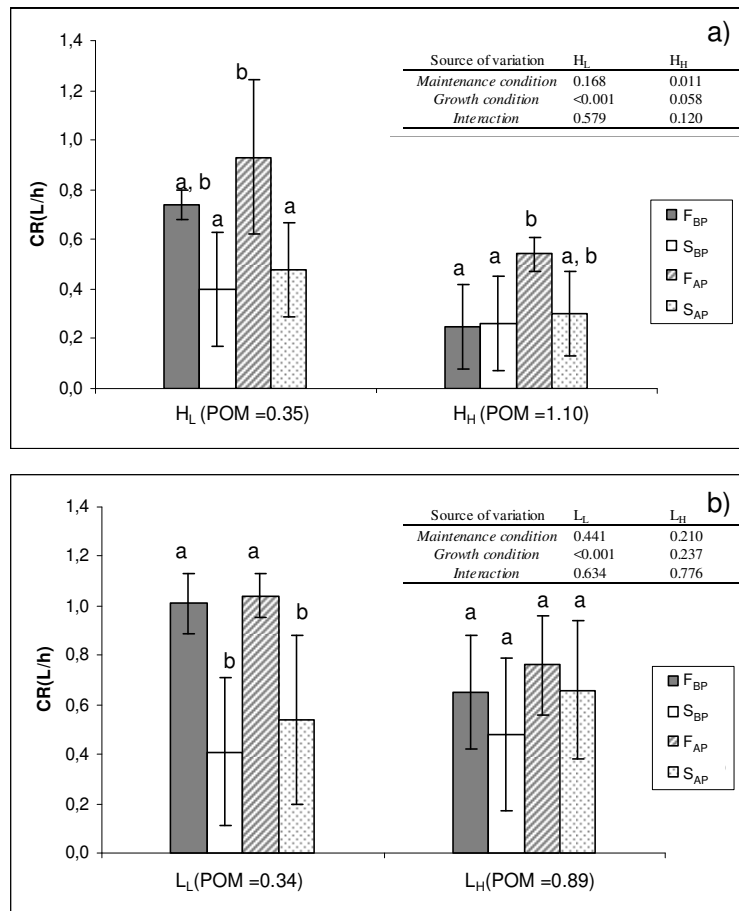 a)
Source of variation H_L H_H
Maintenance condition 0.168 0.011
Growth condition <0.001 0.058
Interaction 0.579 0.120
CR(L/h)
1,4
1,2
1,0
0,8
0,6
0,4
0,2
0,0
a, b
a
b
a
a
a
b
a, b
F_BP
S_BP
F_AP
S_AP
H_L (POM =0.35)
H_H (POM =1.10)
b)
Source of variation L_L L_H
Maintenance condition 0.441 0.210
Growth condition <0.001 0.237
Interaction 0.634 0.776
CR(L/h)
1,4
1,2
1,0
0,8
0,6
0,4
0,2
0,0
a
b
a
b
a
a
a
a
F_BP
S_BP
F_AP
S_AP
L_L(POM =0.34)
L_H(POM =0.89)